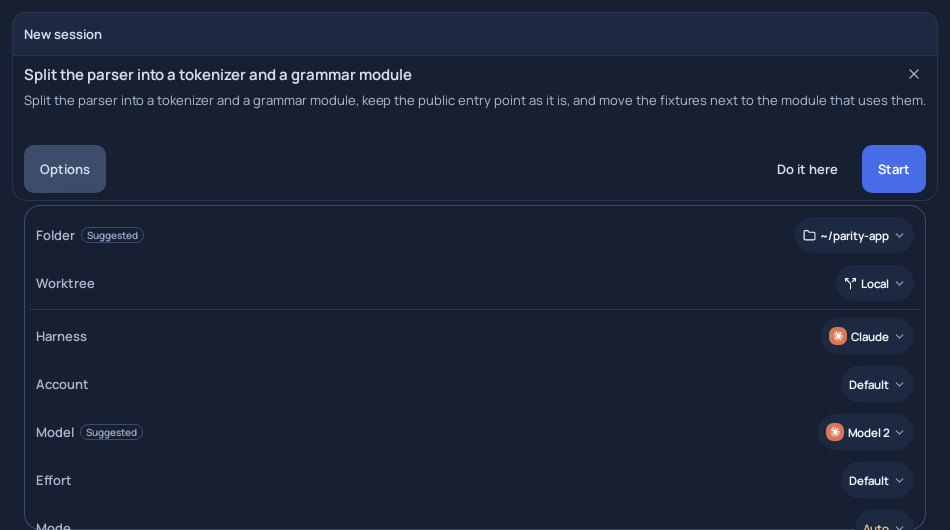 New session
Split the parser into a tokenizer and a grammar module
Split the parser into a tokenizer and a grammar module, keep the public entry point as it is, and move the fixtures next to the module that uses them.
Options Do it here Start
Folder Suggested ~/parity-app
Worktree Local
Harness Claude
Account Default
Model Suggested Model 2
Effort Default
Mode Auto